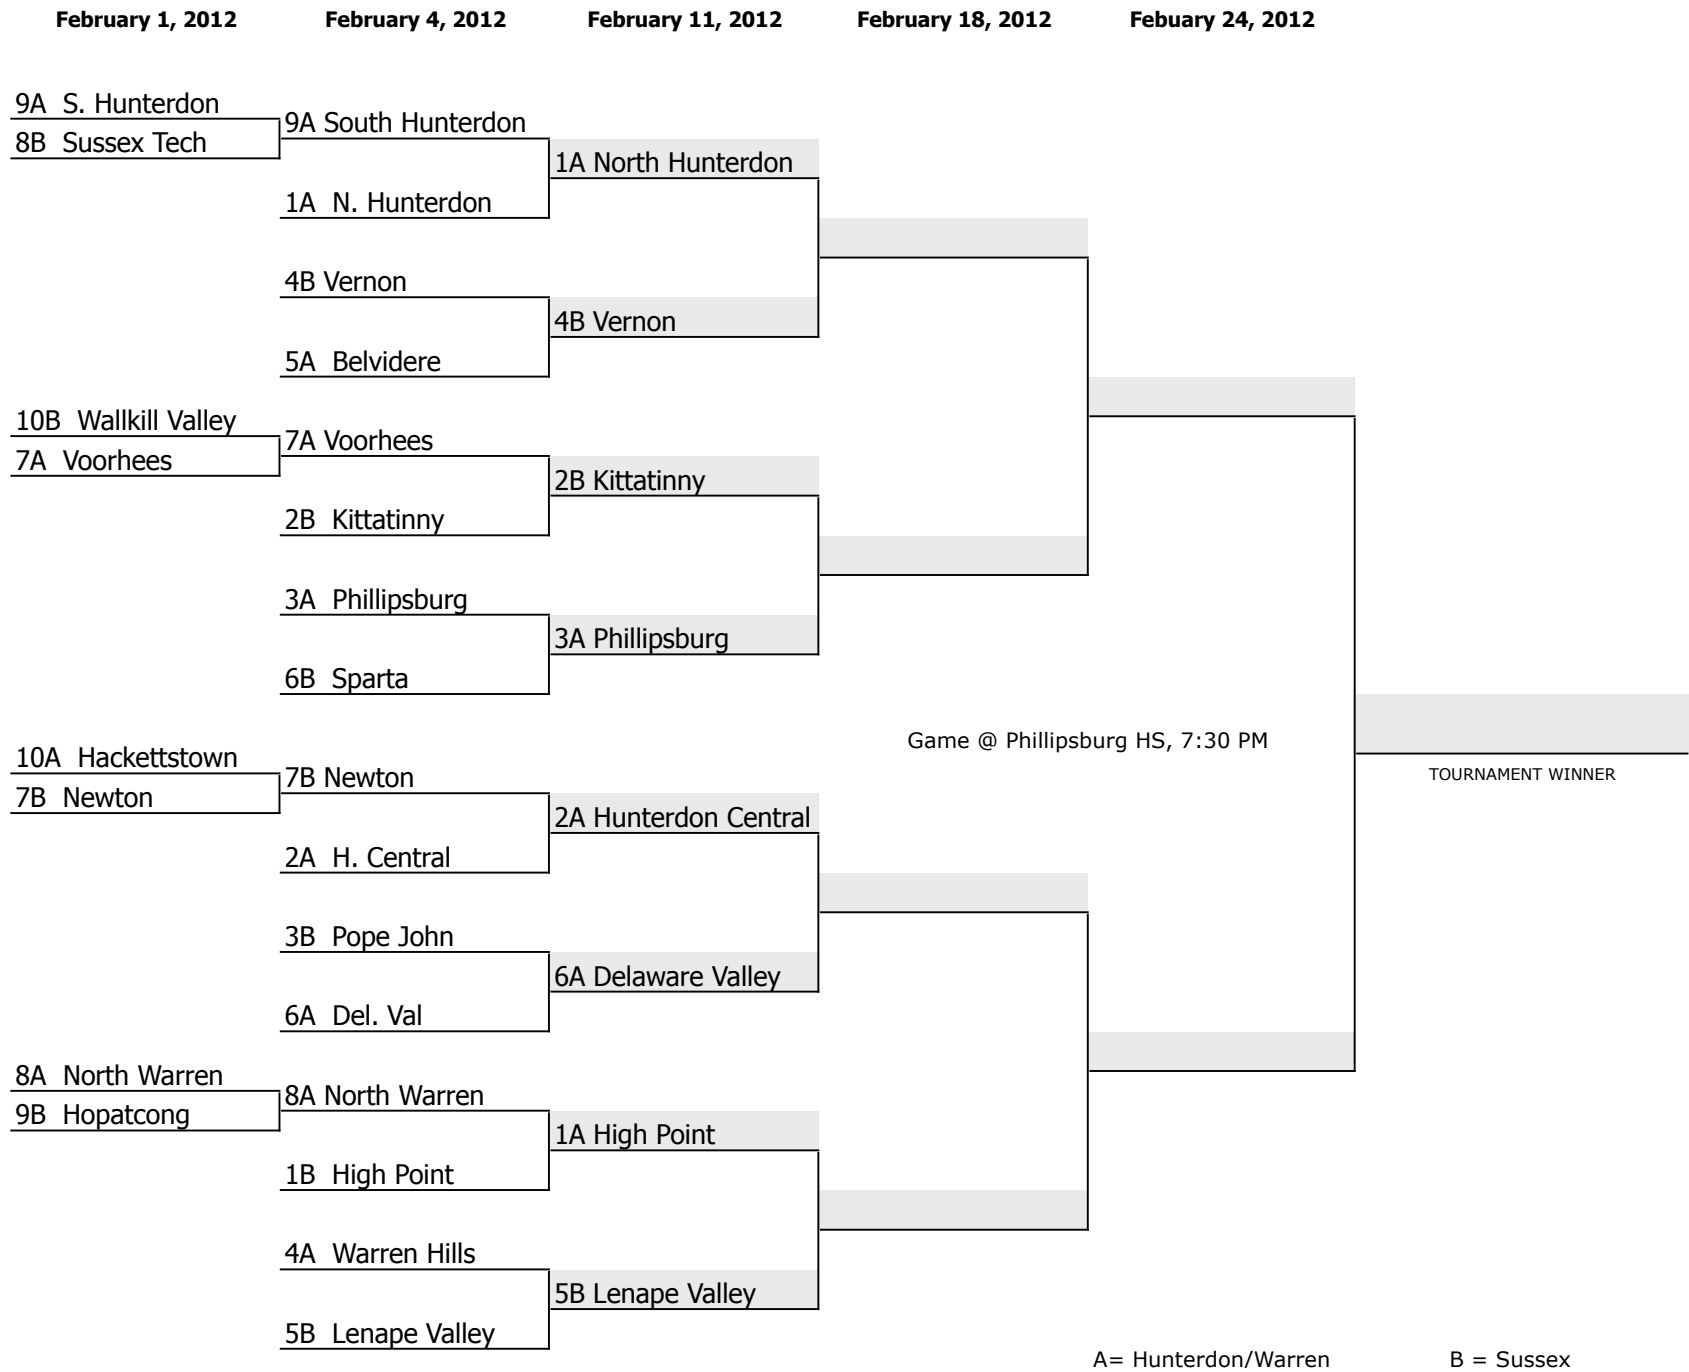 February 1, 2012 February 4, 2012 February 11, 2012 February 18, 2012 Febuary 24, 2012
9A S. Hunterdon
8B Sussex Tech
10B Wallkill Valley
7A Voorhees
10A Hackettstown
7B Newton
8A North Warren
9B Hopatcong
9A South Hunterdon
1A N. Hunterdon
4B Vernon
5A Belvidere
7A Voorhees
2B Kittatinny
3A Phillipsburg
6B Sparta
7B Newton
2A H. Central
3B Pope John
6A Del. Val
8A North Warren
1B High Point
4A Warren Hills
5B Lenape Valley
1A North Hunterdon
4B Vernon
2B Kittatinny
3A Phillipsburg
2A Hunterdon Central
6A Delaware Valley
1A High Point
5B Lenape Valley
Game @ Phillipsburg HS, 7:30 PM
TOURNAMENT WINNER
A= Hunterdon/Warren B = Sussex